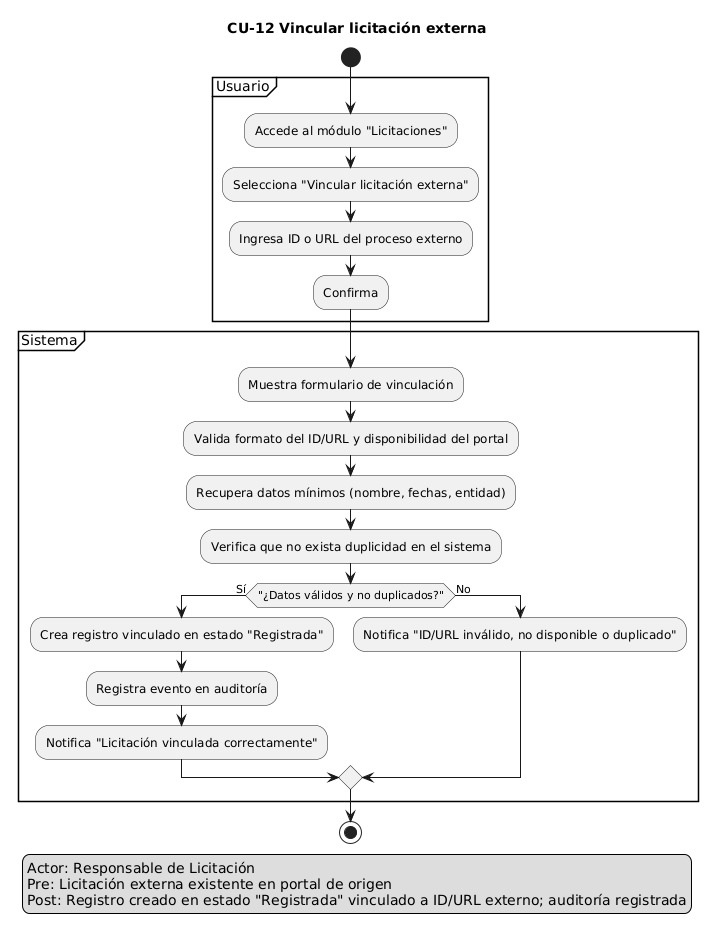 CU-12 Vincular licitación externa
Usuario
Accede al módulo "Licitaciones"
Selecciona "Vincular licitación externa"
Ingresa ID o URL del proceso externo
Confirma
Sistema
Muestra formulario de vinculación
Valida formato del ID/URL y disponibilidad del portal
Recupera datos mínimos (nombre, fechas, entidad)
Verifica que no exista duplicidad en el sistema
Sí
"¿Datos válidos y no duplicados?"
No
Crea registro vinculado en estado "Registrada"
Notifica "ID/URL inválido, no disponible o duplicado"
Registra evento en auditoría
Notifica "Licitación vinculada correctamente"
Actor: Responsable de Licitación
Pre: Licitación externa existente en portal de origen
Post: Registro creado en estado "Registrada" vinculado a ID/URL externo; auditoría registrada